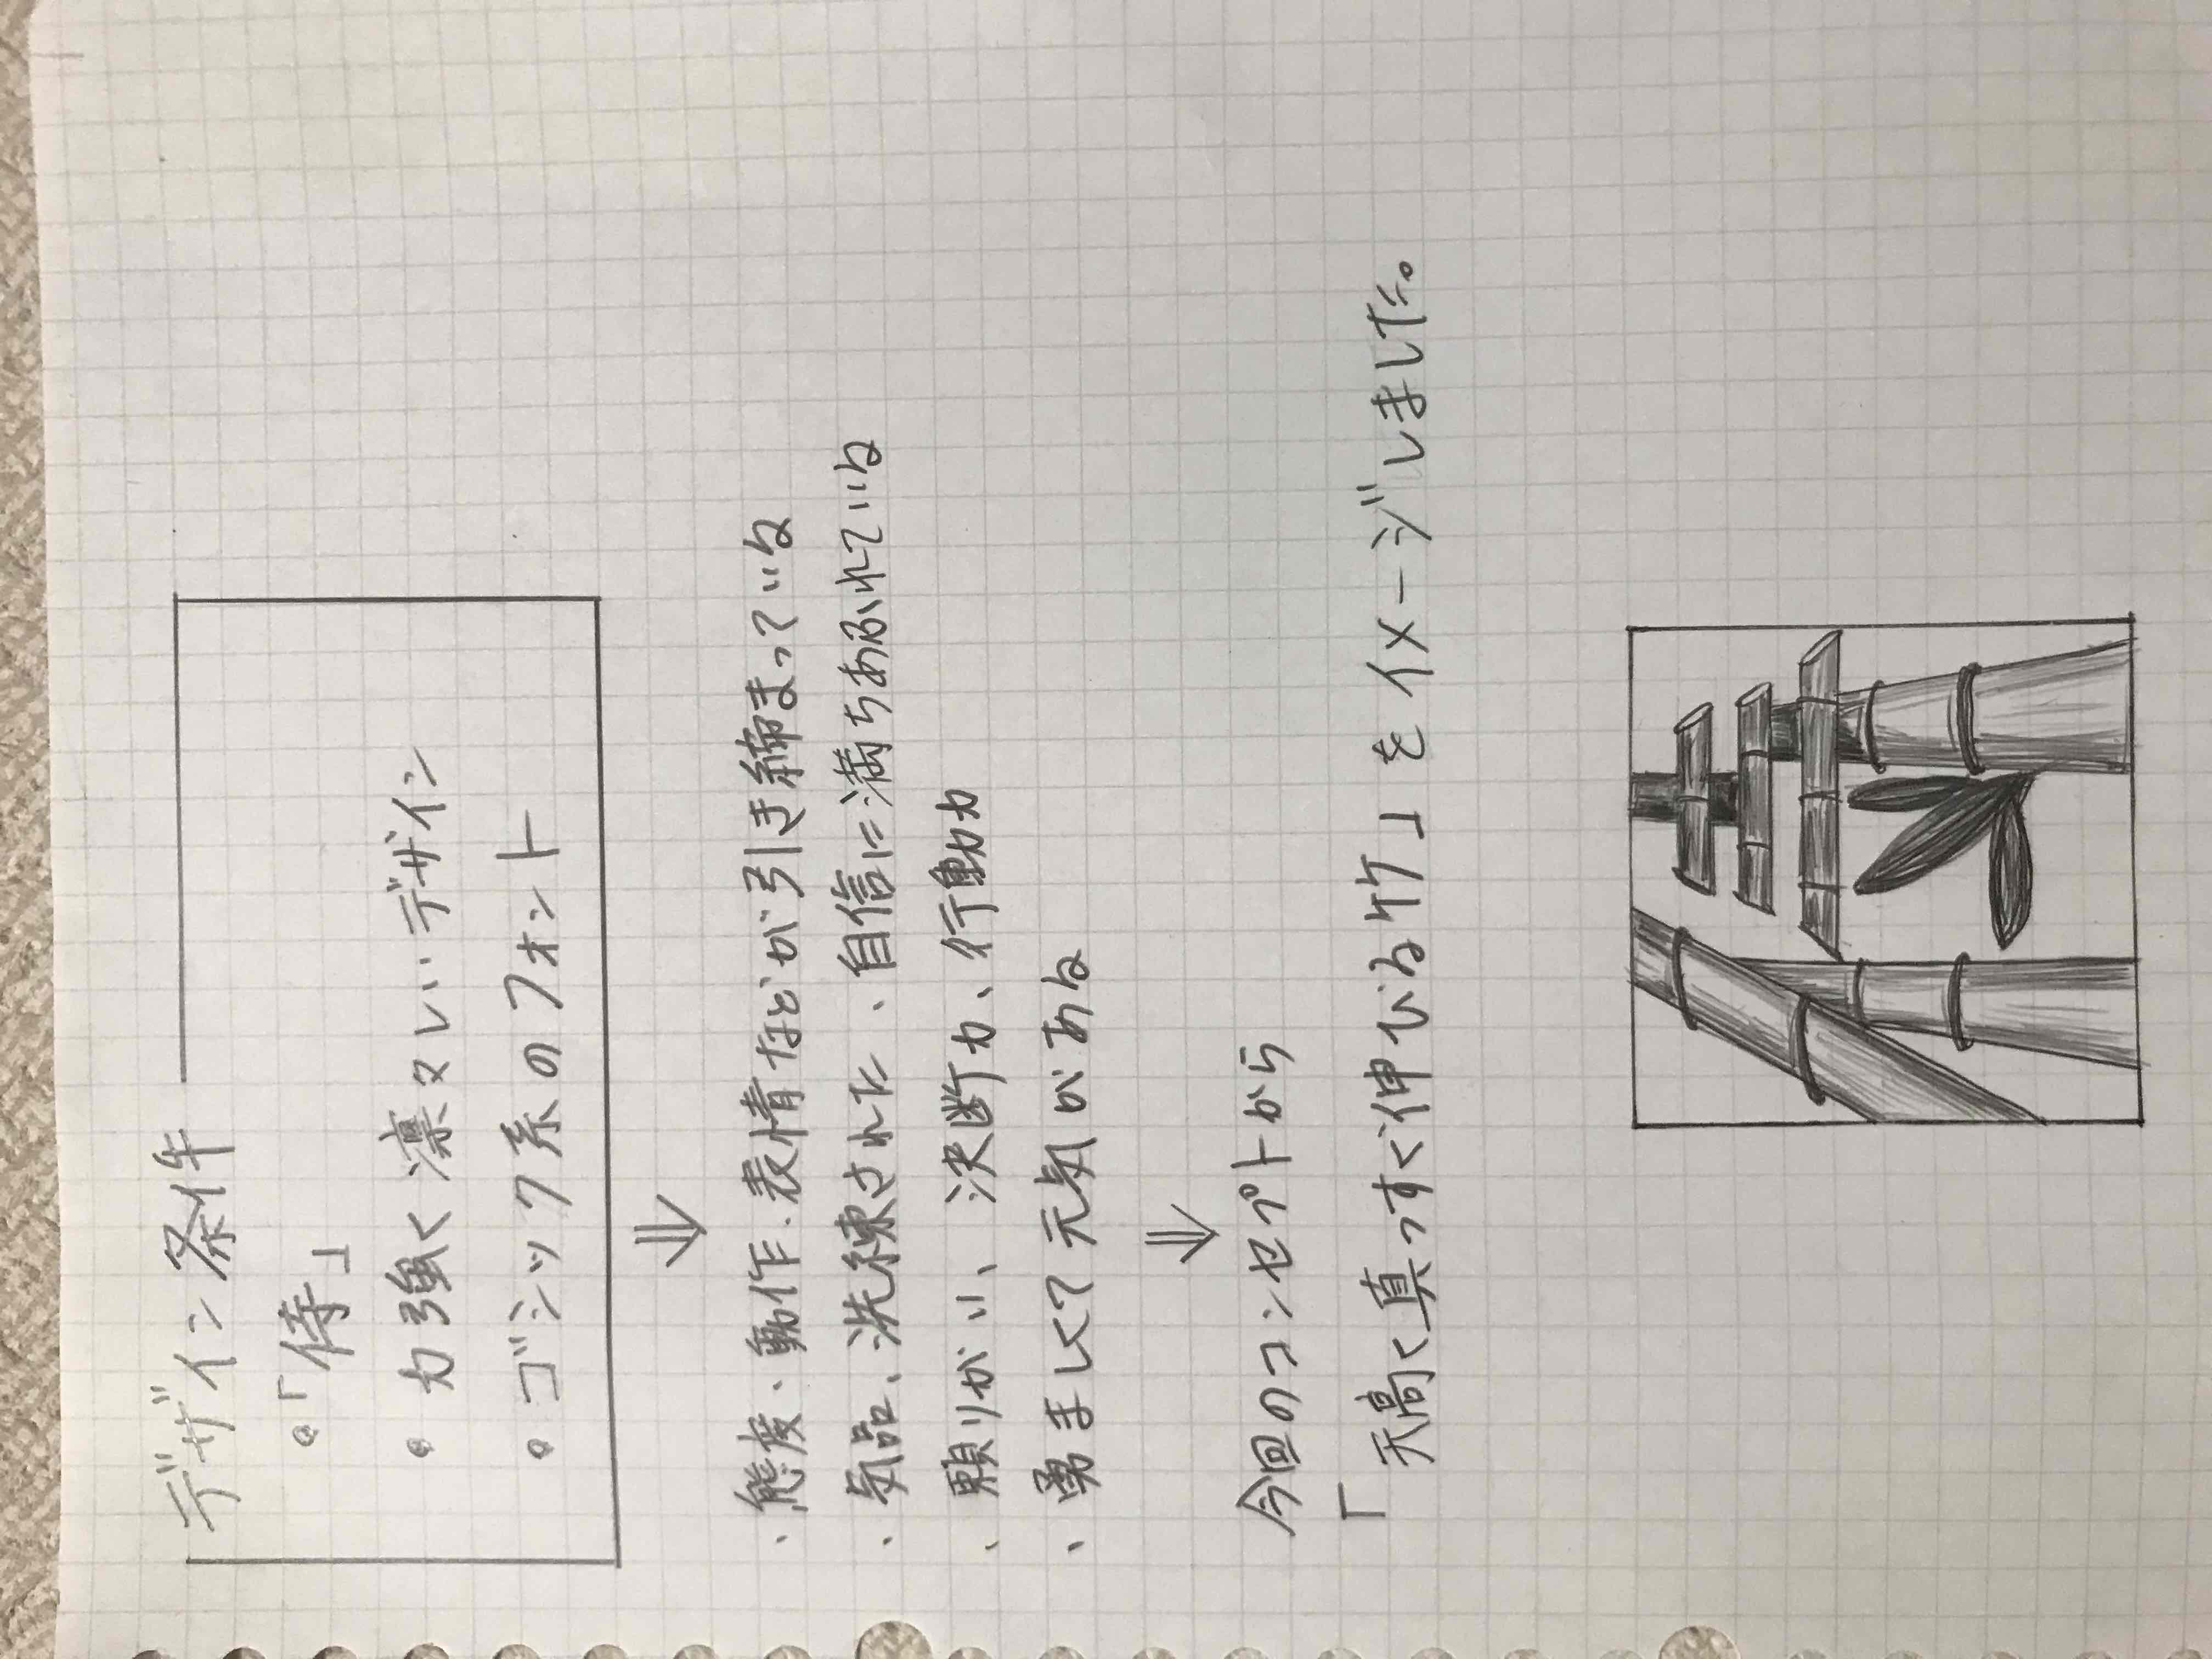 デザイン条件
・「侍」
・力強く凛々しいデザイン
・ゴシック系のフォント
、態度、動作、表情などが引き締まっている
、気品、洗練された、自信に満ちあふれている
、頼りがい、決断力、行動力
、勇ましくて元気がある
今回のコンセプトから
「天高く真っすぐ伸びる竹」をイメージしました。
侍